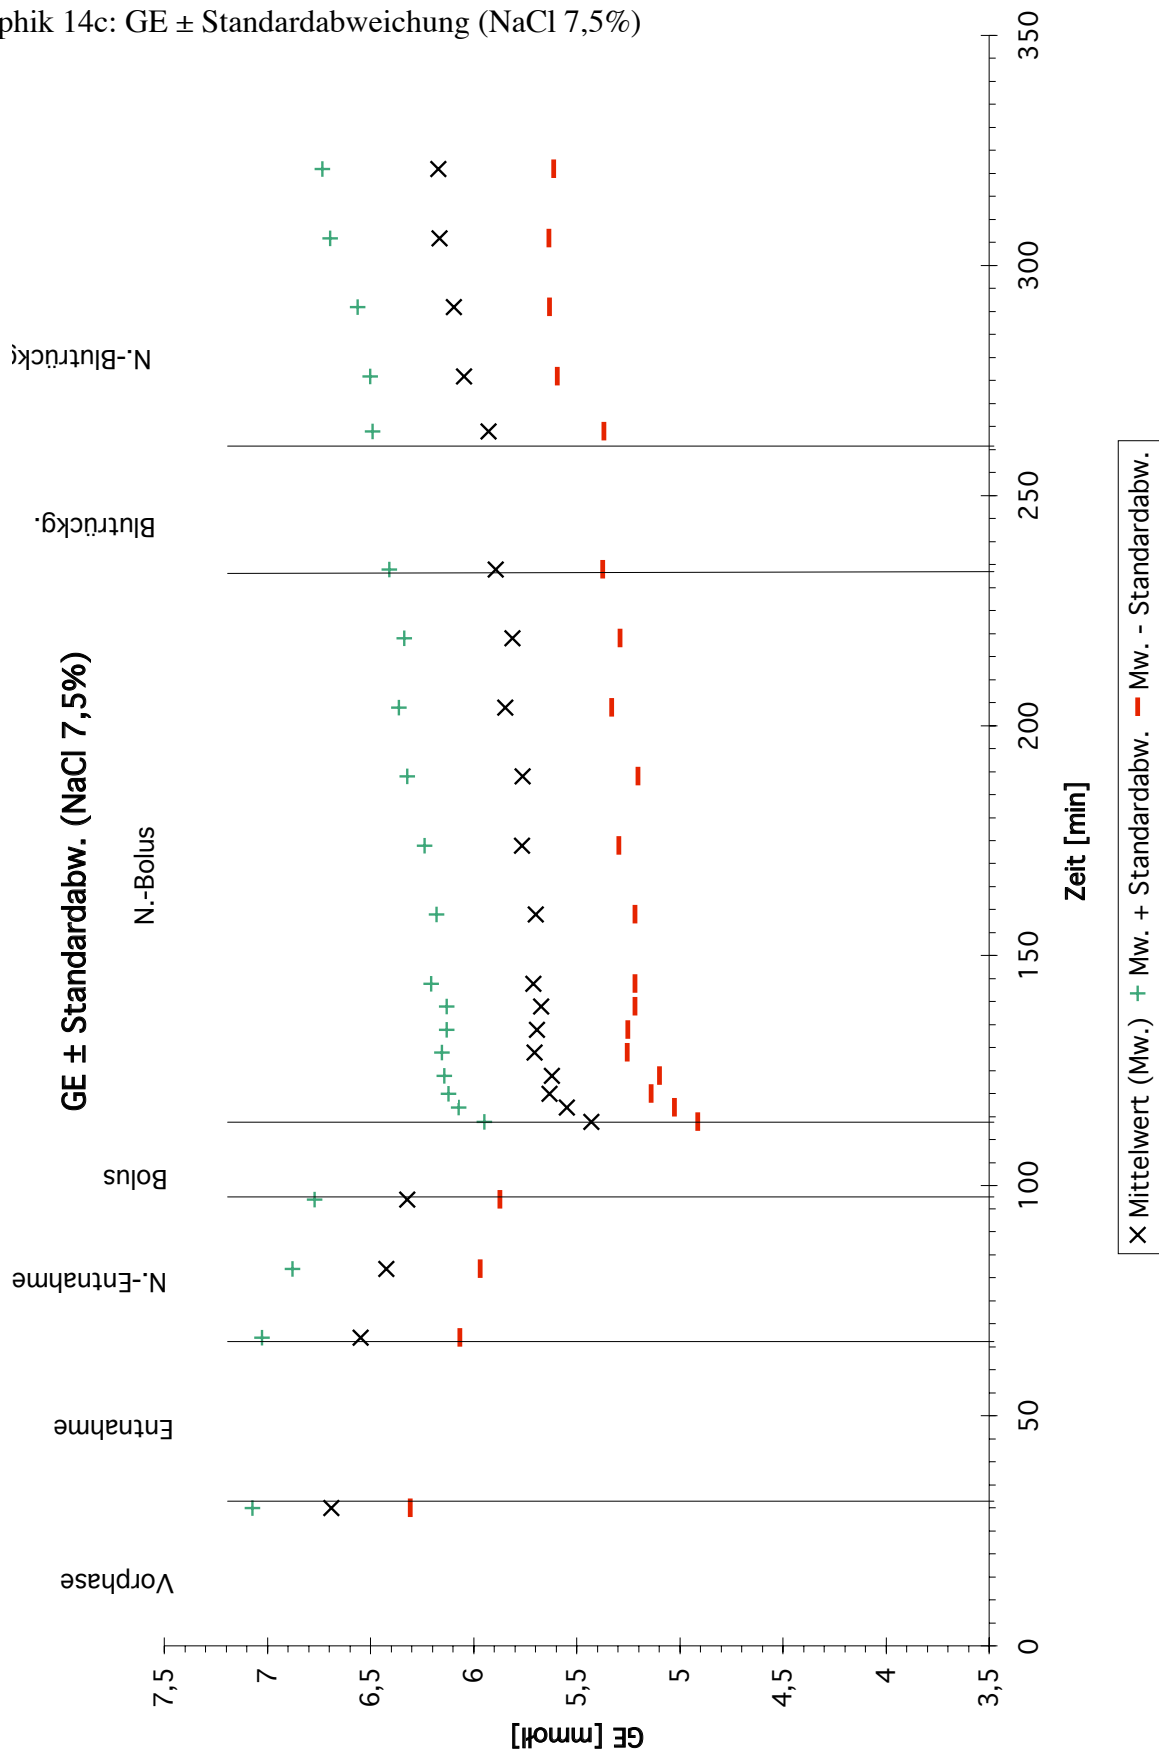 phik 14c: GE ± Standardabweichung (NaCl 7,5%)
GE ± Standardabw. (NaCl 7,5%)
Vorphase
Entnahme
N.-Entnahme
Bolus
N.-Bolus
Blutrückg.
N.-Blutrückg
7,5
7
6,5
6
5,5
5
4,5
4
3,5
GE [mmol]
0
50
100
150
200
250
300
350
Zeit [min]
Mittelwert (Mw.) Mw. + Standardabw. Mw. - Standardabw.